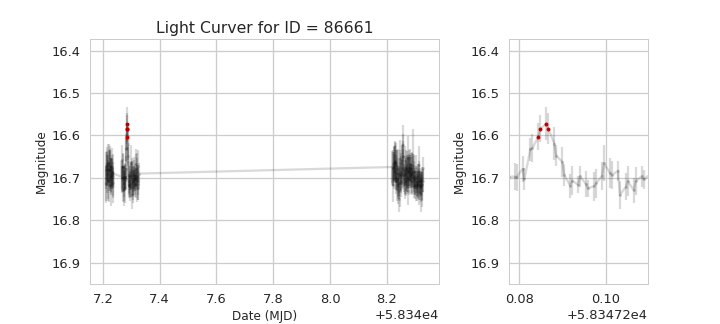 Light Curver for ID = 86661
16.4
16.5
16.6
16.7
16.8
16.9
Magnitude
7.2 7.4 7.6 7.8 8.0 8.2
Date (MJD)
+5.834e4
16.4
16.5
16.6
16.7
16.8
16.9
Magnitude
0.08 0.10
+5.83472e4